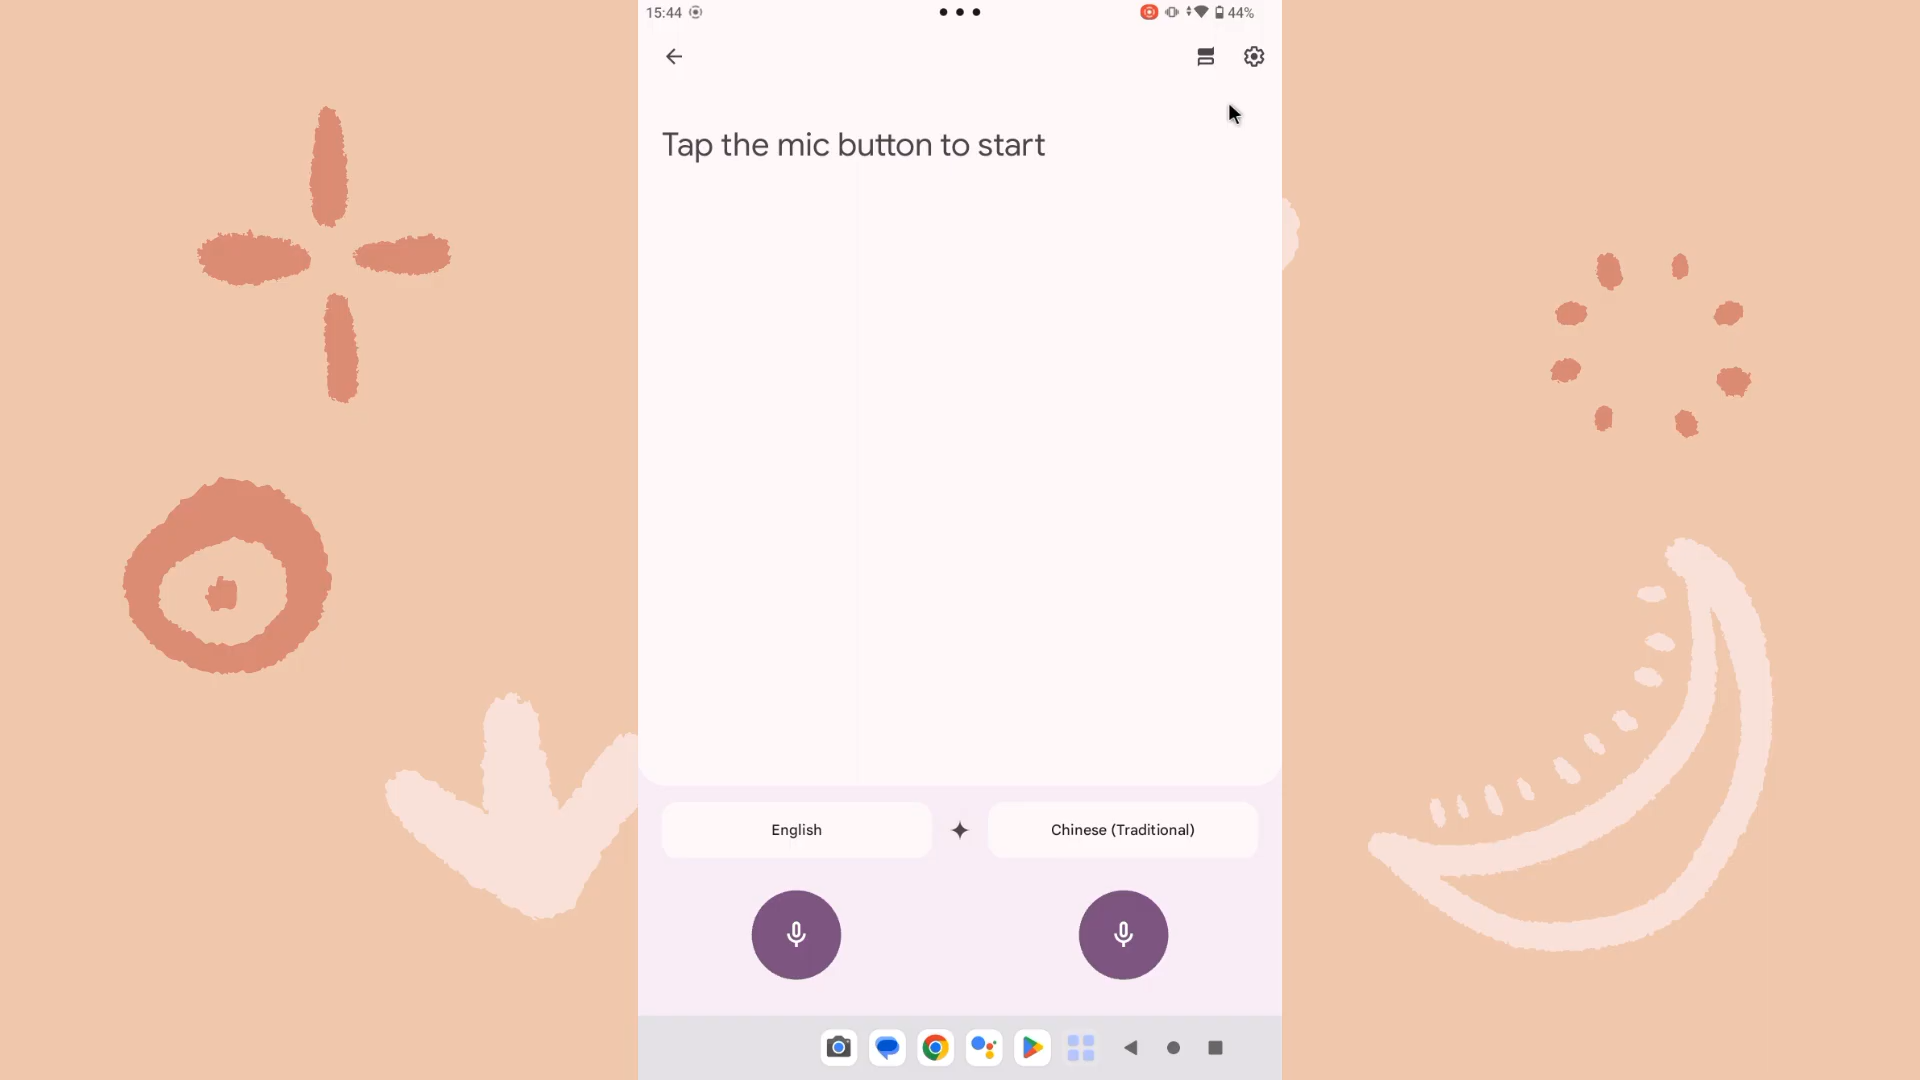 15:44
44%
Tap the mic button to start
English
Chinese (Traditional)